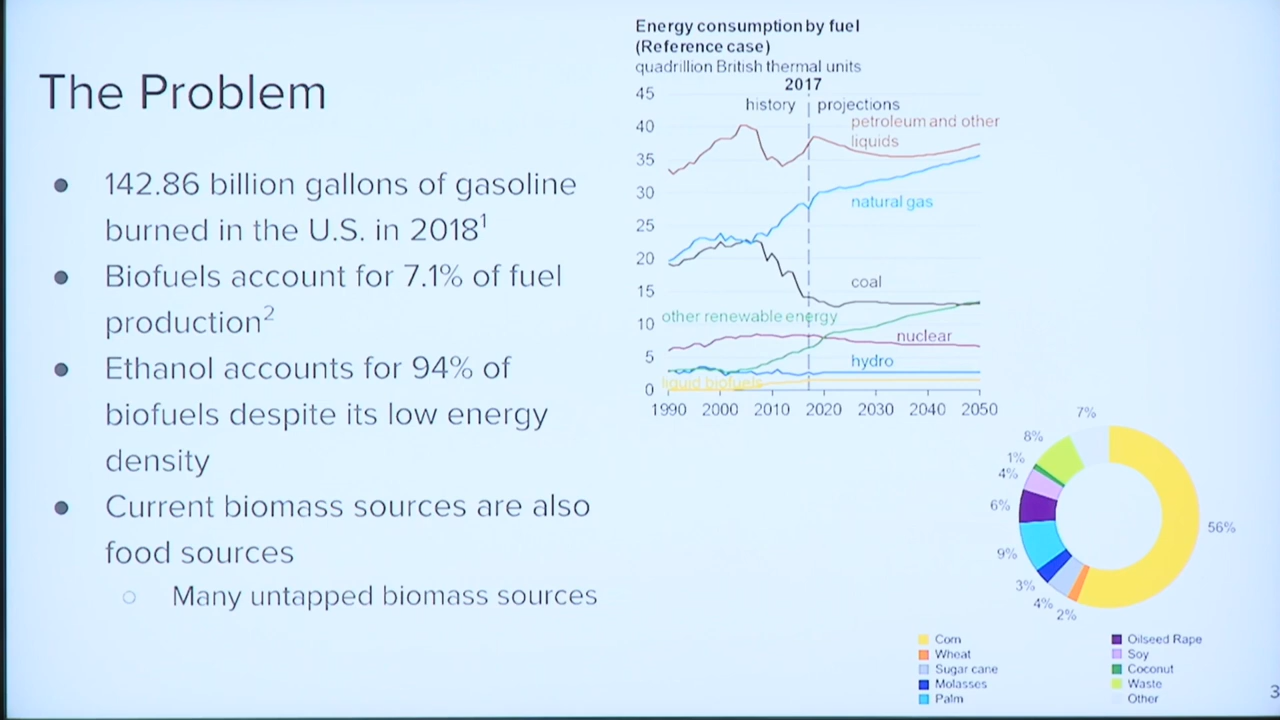 The Problem
142.86 billion gallons of gasoline
burned in the U.S. in 2018¹
Biofuels account for 7.1% of fuel
production²
Ethanol accounts for 94% of
biofuels despite its low energy
density
Current biomass sources are also
food sources
Many untapped biomass sources
Energy consumption by fuel
(Reference case)
quadrillion British thermal units
2017
history projections
45
40
35
30
25
20
15
10
5
0
petroleum and other
liquids
natural gas
coal
other renewable energy
nuclear
hydro
liquid biofuels
1990 2000 2010 2020 2030 2040 2050
7%
8%
1%
4%
6%
9%
3%
4%
2%
56%
Corn
Wheat
Sugar cane
Molasses
Palm
Oilseed Rape
Soy
Coconut
Waste
Other
3